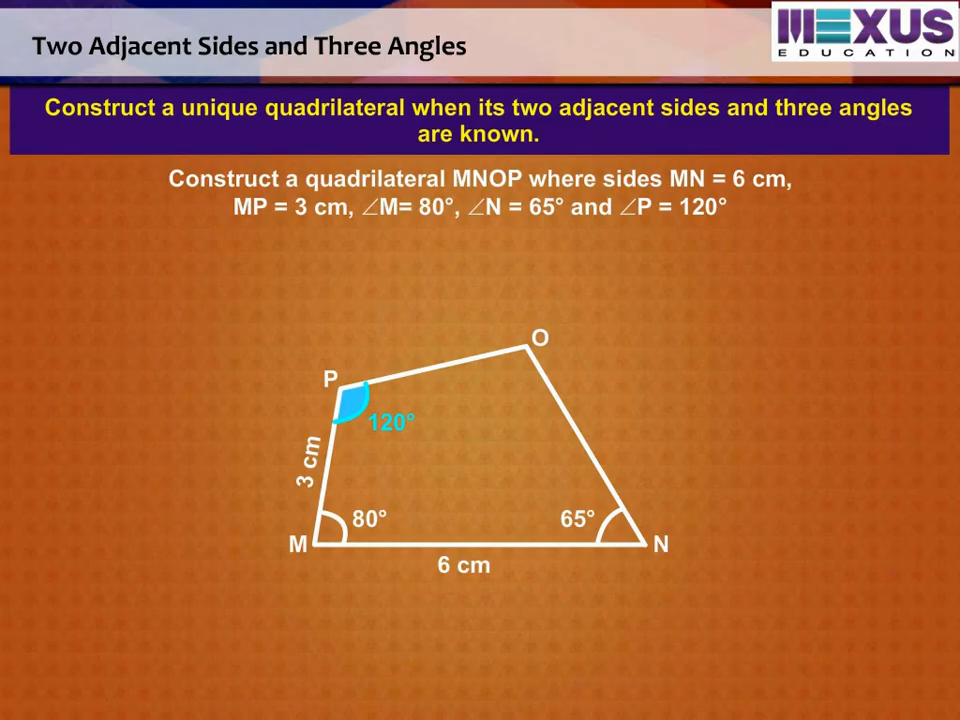 Two Adjacent Sides and Three Angles
MEXUS
EDUCATION
Construct a unique quadrilateral when its two adjacent sides and three angles
are known.
Construct a quadrilateral MNOP where sides MN = 6 cm,
MP = 3 cm, ∠M= 80°, ∠N = 65° and ∠P = 120°
O
P
120°
3 cm
80°
65°
M
N
6 cm